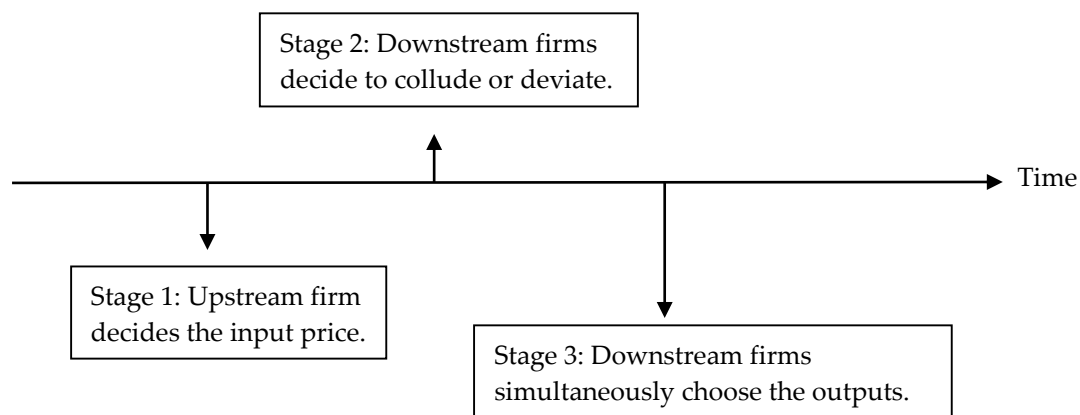 Stage 2: Downstream firms
decide to collude or deviate.
Time
Stage 1: Upstream firm
decides the input price.
Stage 3: Downstream firms
simultaneously choose the outputs.